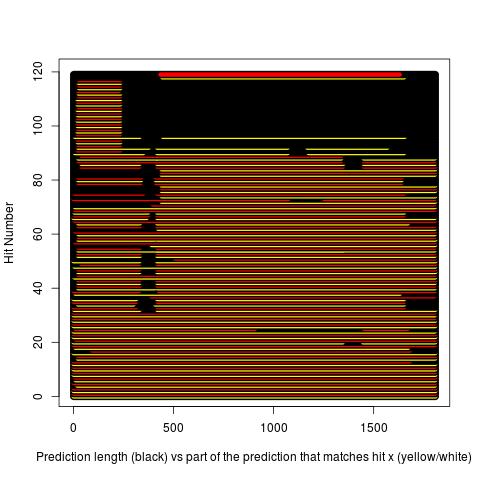 120
100
80
60
40
20
0
Hit Number
0 500 1000 1500
Prediction length (black) vs part of the prediction that matches hit x (yellow/white)